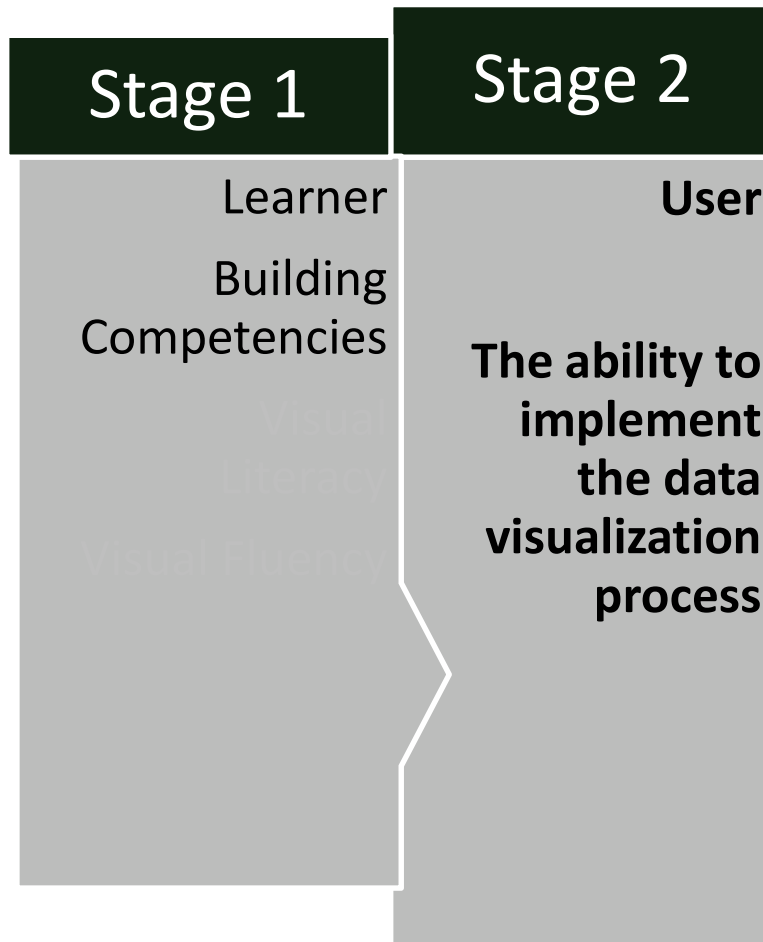 Stage 1
Learner
Building
Competencies
Visual
Literacy
Visual Fluency
Stage 2
User
The ability to
implement
the data
visualization
process